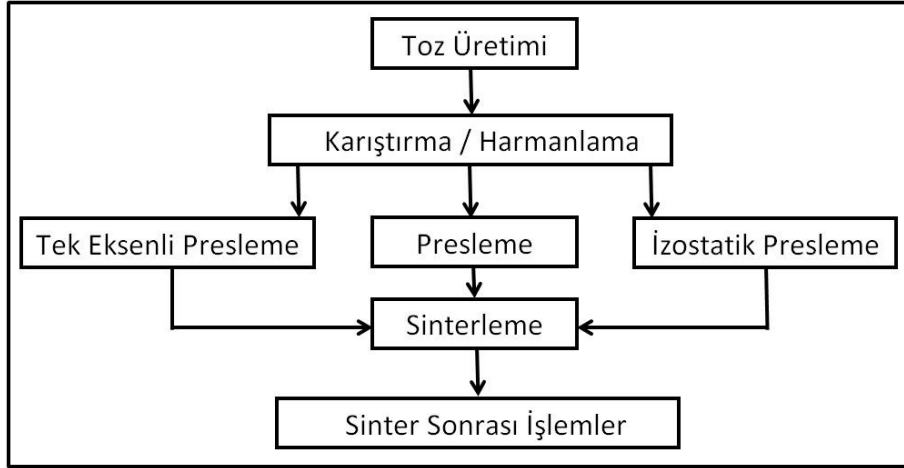 Toz Üretimi
Karıştırma / Harmanlama
Tek Eksenli Presleme
Presleme
İzostatik Presleme
Sinterleme
Sinter Sonrası İşlemler